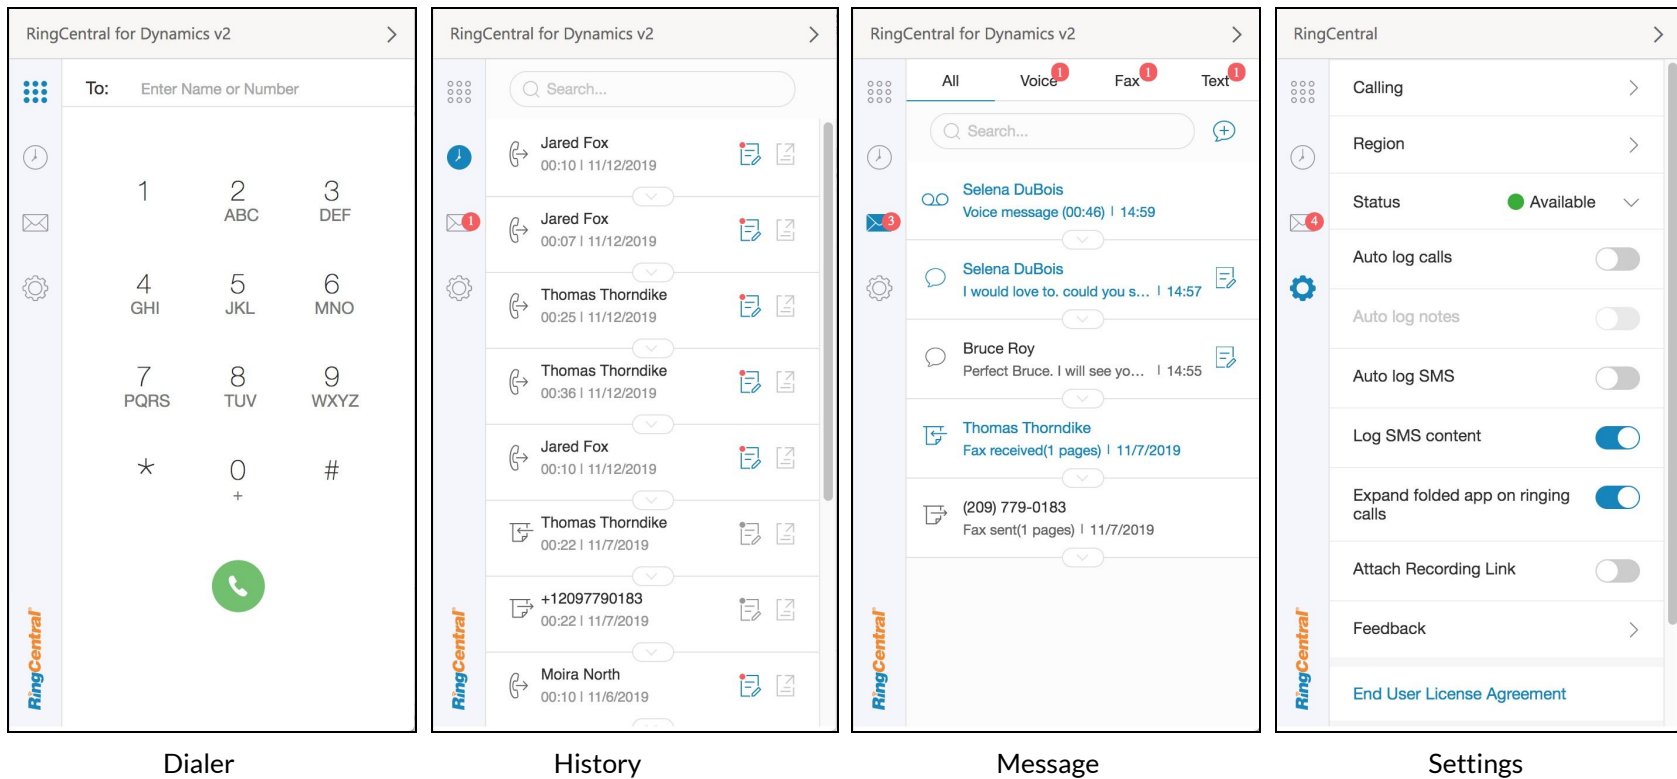 RingCentral for Dynamics v2
To: Enter Name or Number
1 2 3
ABC DEF
4 5 6
GHI JKL MNO
7 8 9
PQRS TUV WXYZ
* 0 #
+
RingCentral
Dialer
RingCentral for Dynamics v2
Search...
Jared Fox
00:10 | 11/12/2019
1
Jared Fox
00:07 | 11/12/2019
Thomas Thorndike
00:25 | 11/12/2019
Thomas Thorndike
00:36 | 11/12/2019
Jared Fox
00:10 | 11/12/2019
Thomas Thorndike
00:22 | 11/7/2019
+12097790183
00:22 | 11/7/2019
Moira North
00:10 | 11/6/2019
RingCentral
History
RingCentral for Dynamics v2
All Voice 1 Fax 1 Text 1
Search...
Selena DuBois
Voice message (00:46) | 14:59
3
Selena DuBois
I would love to. could you s... | 14:57
Bruce Roy
Perfect Bruce. I will see yo... | 14:55
Thomas Thorndike
Fax received(1 pages) | 11/7/2019
(209) 779-0183
Fax sent(1 pages) | 11/7/2019
RingCentral
Message
RingCentral
Calling
Region
Status Available
4
Auto log calls
Auto log notes
Auto log SMS
Log SMS content
Expand folded app on ringing
calls
Attach Recording Link
Feedback
End User License Agreement
RingCentral
Settings